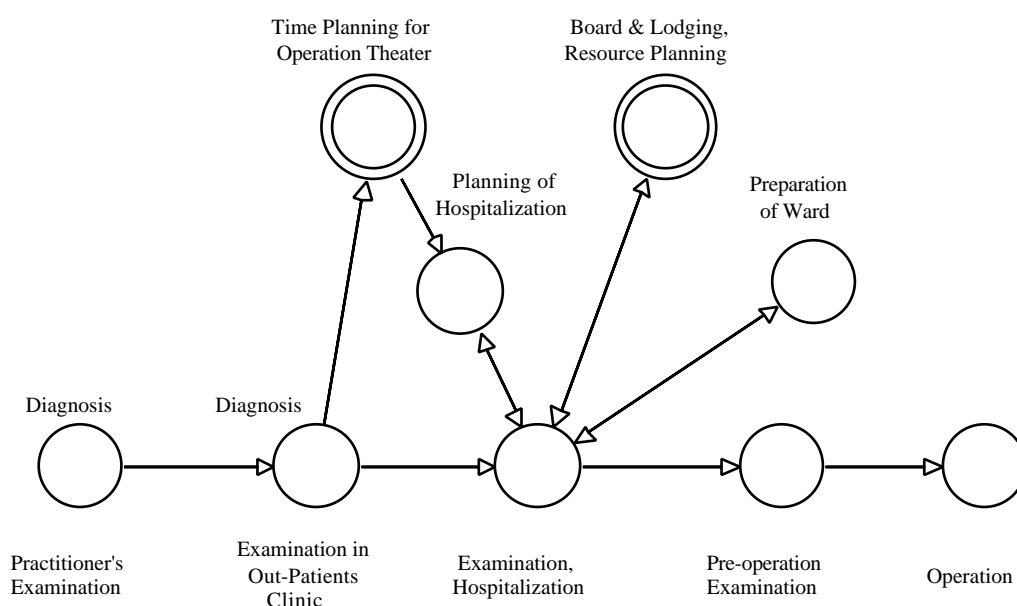 Time Planning for
Operation Theater
Board & Lodging,
Resource Planning
Planning of
Hospitalization
Preparation
of Ward
Diagnosis
Diagnosis
Practitioner's
Examination
Examination in
Out-Patients
Clinic
Examination,
Hospitalization
Pre-operation
Examination
Operation